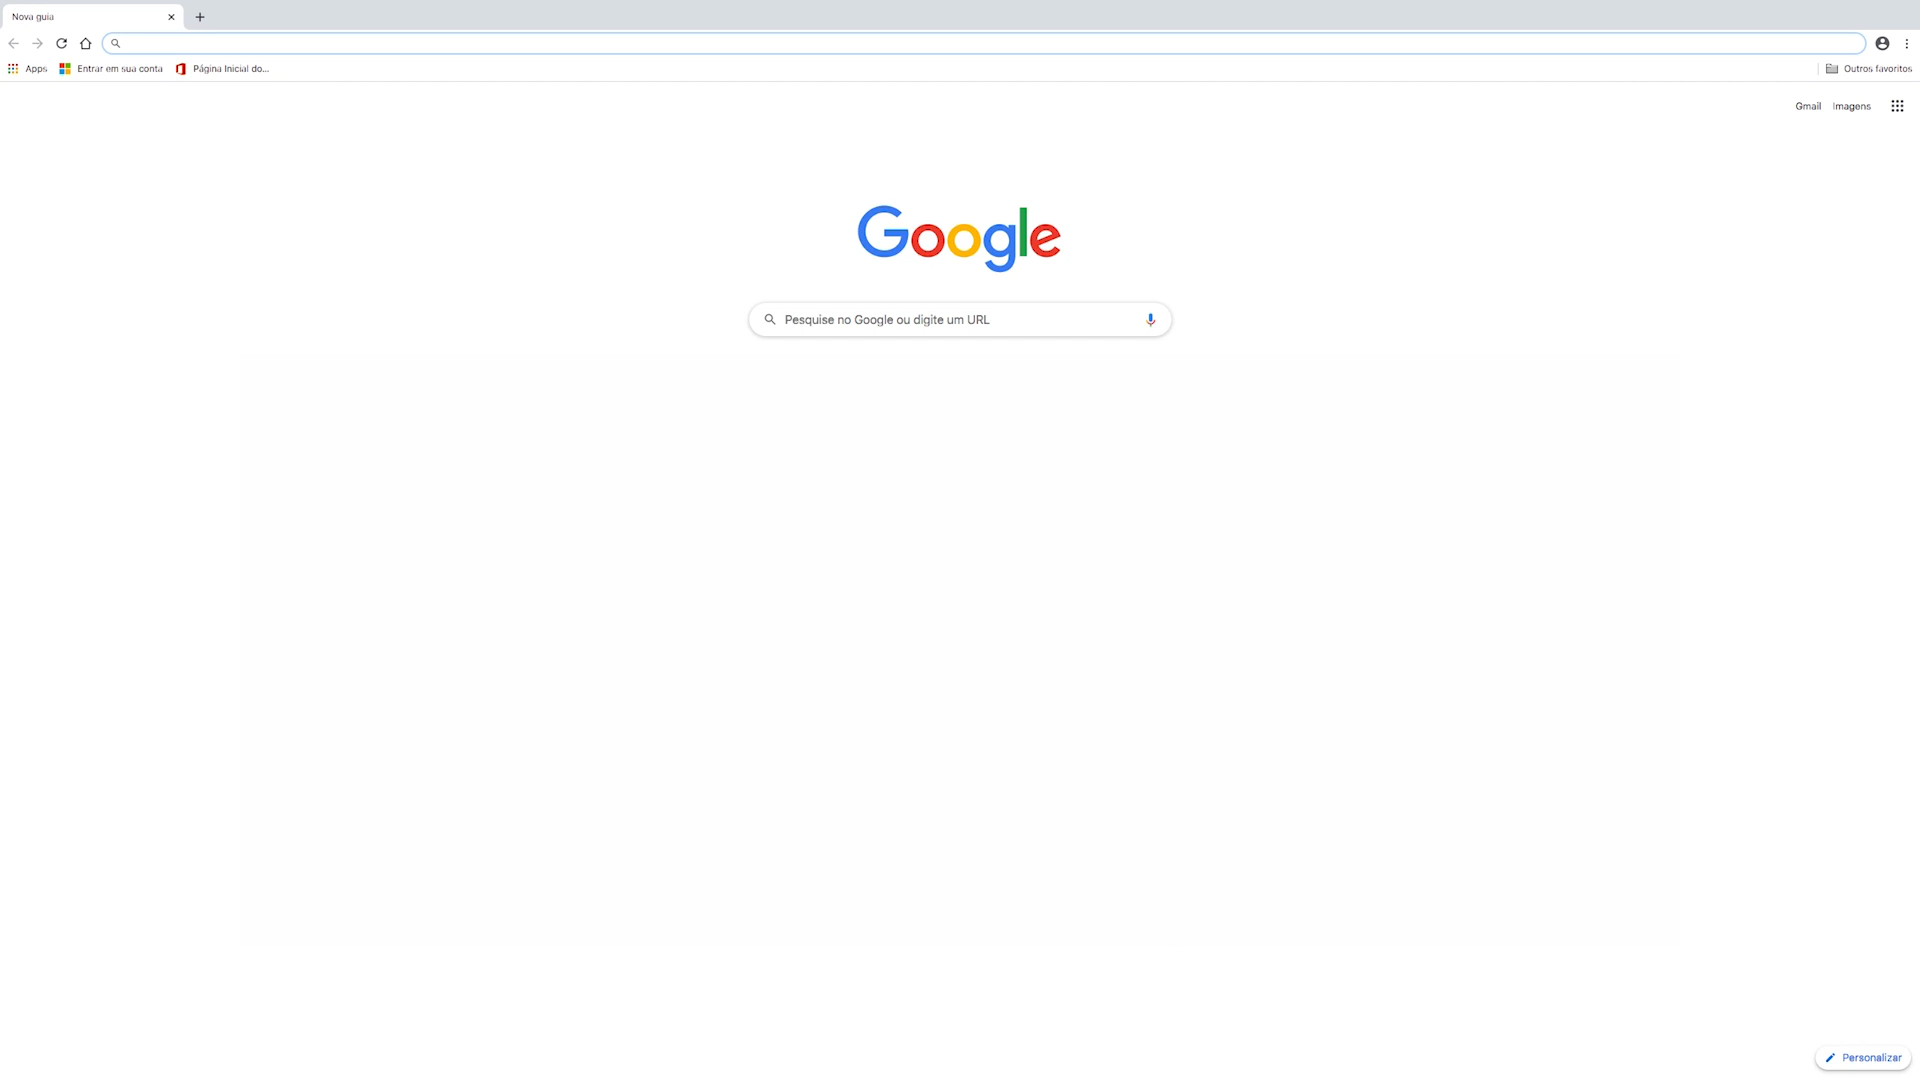 Nova guia
Apps Entrar em sua conta Página Inicial do... Outros favoritos
Gmail Imagens
Google
Pesquise no Google ou digite um URL
Personalizar